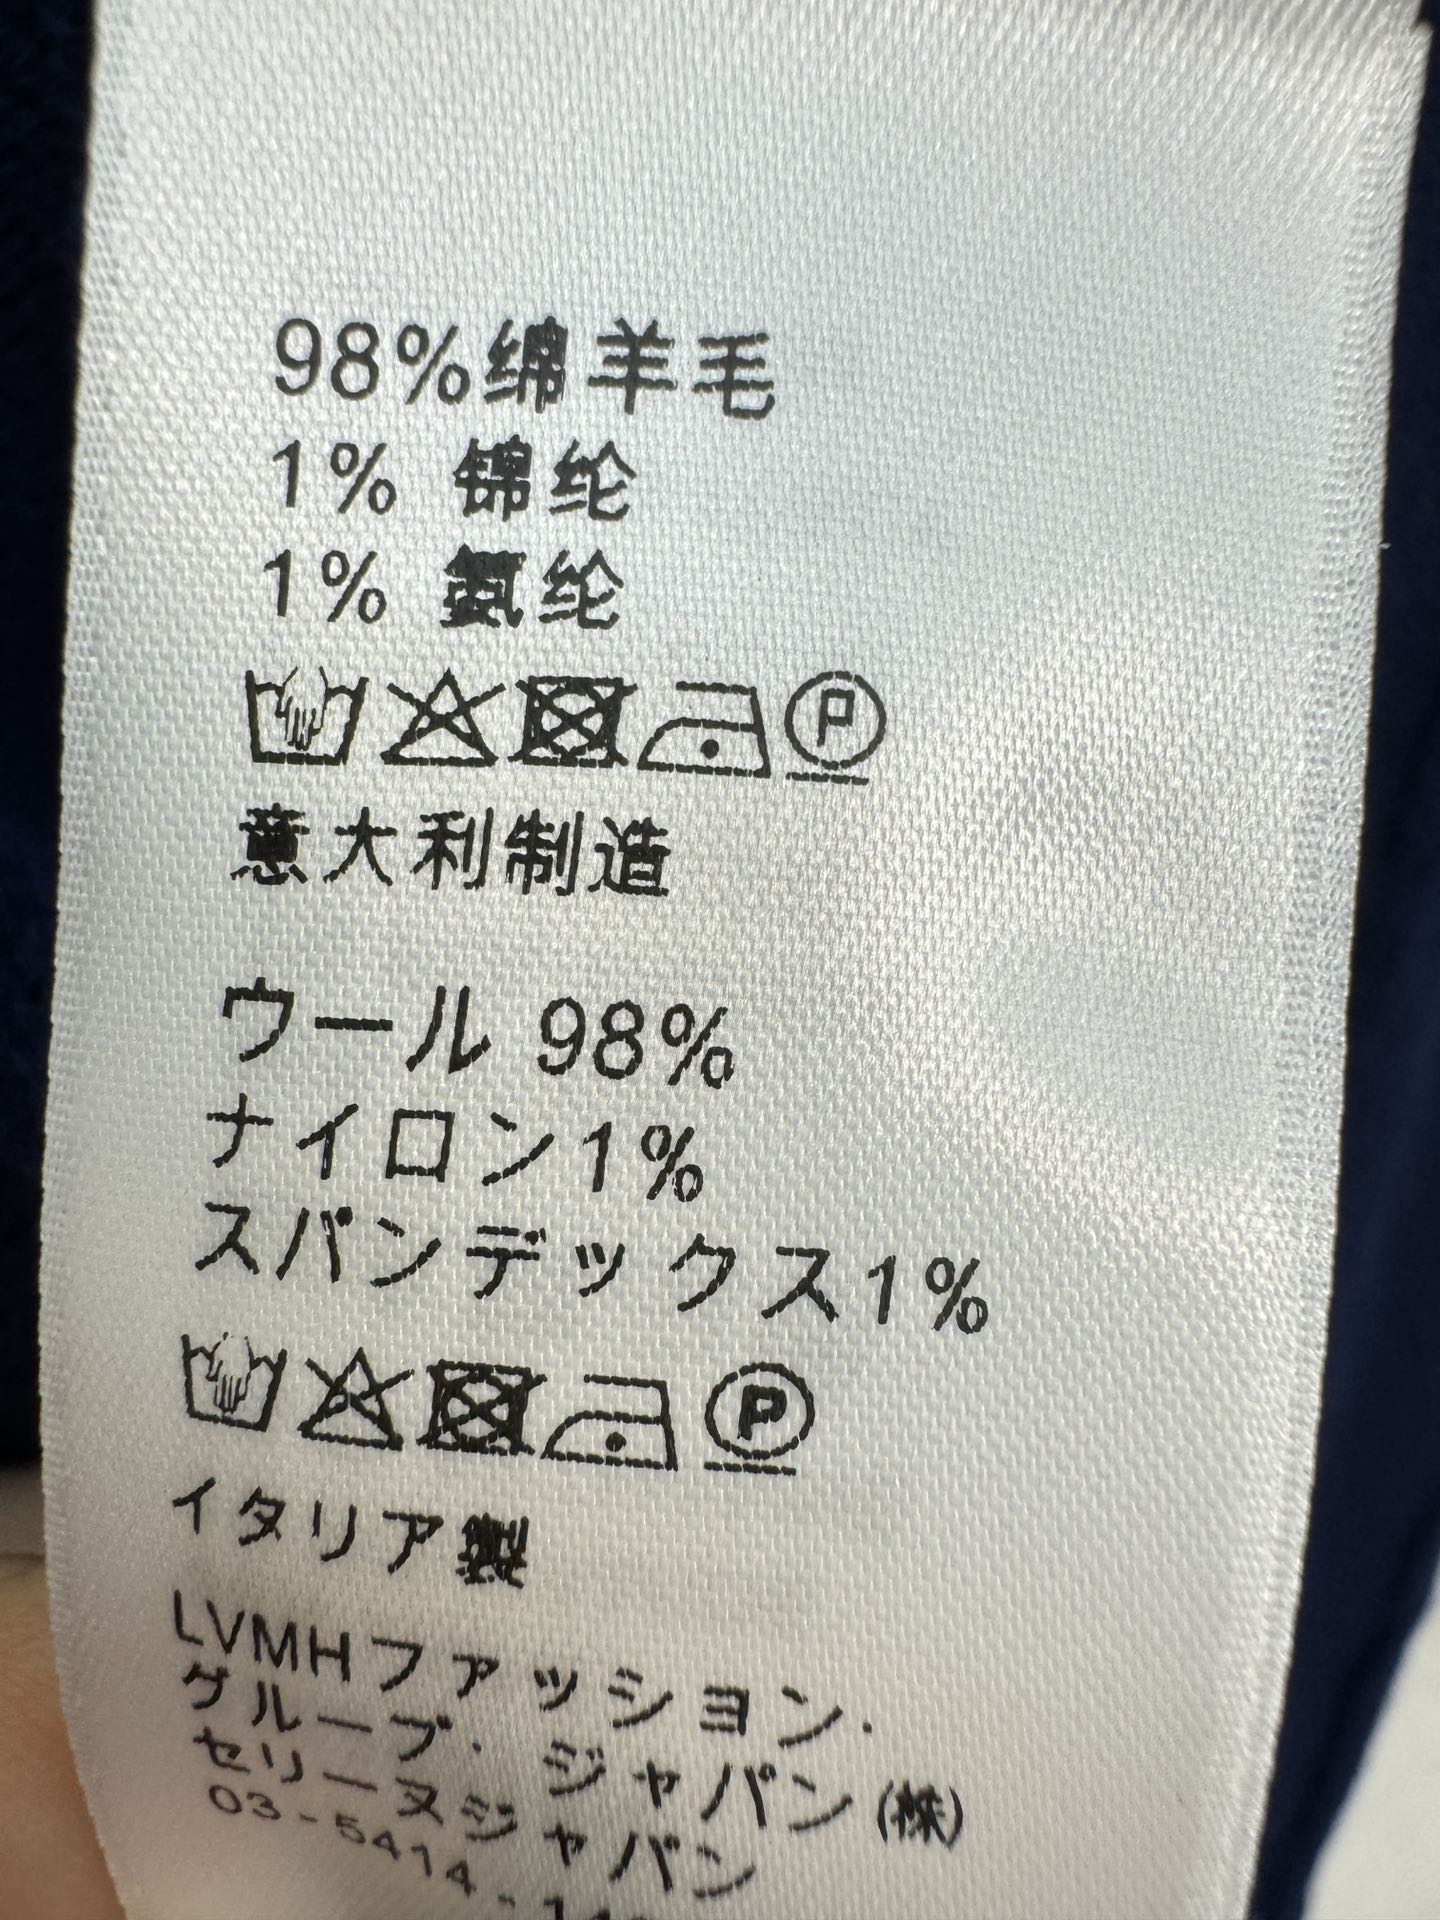 98%绵羊毛
1% 锦纶
1% 氨纶
P
意大利制造
ウール 98%
ナイロン1%
スパンデックス1%
P
イタリア製
LVMHファッション・
グループ・ジャパン(株)
セリーヌジャパン
03-5414-